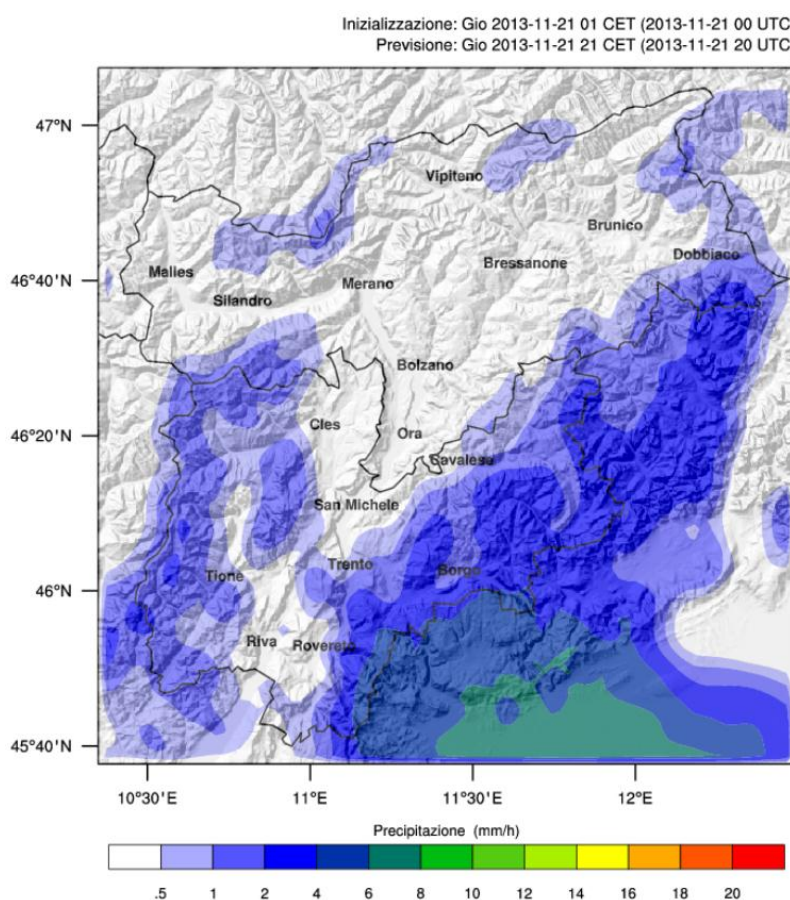 Inizializzazione: Gio 2013-11-21 01 CET (2013-11-21 00 UTC
Previsione: Gio 2013-11-21 21 CET (2013-11-21 20 UTC
47°N
Vipiteno
Brunico
Dobbiaco
Bressanone
Malles
46°40'N
Merano
Silandro
Bolzano
Cles
Ora
46°20'N
Cavalese
San Michele
Trento
Borgo
Tione
46°N
Riva
Rovereto
45°40'N
10°30'E 11°E 11°30'E 12°E
Precipitazione (mm/h)
.5 1 2 4 6 8 10 12 14 16 18 20